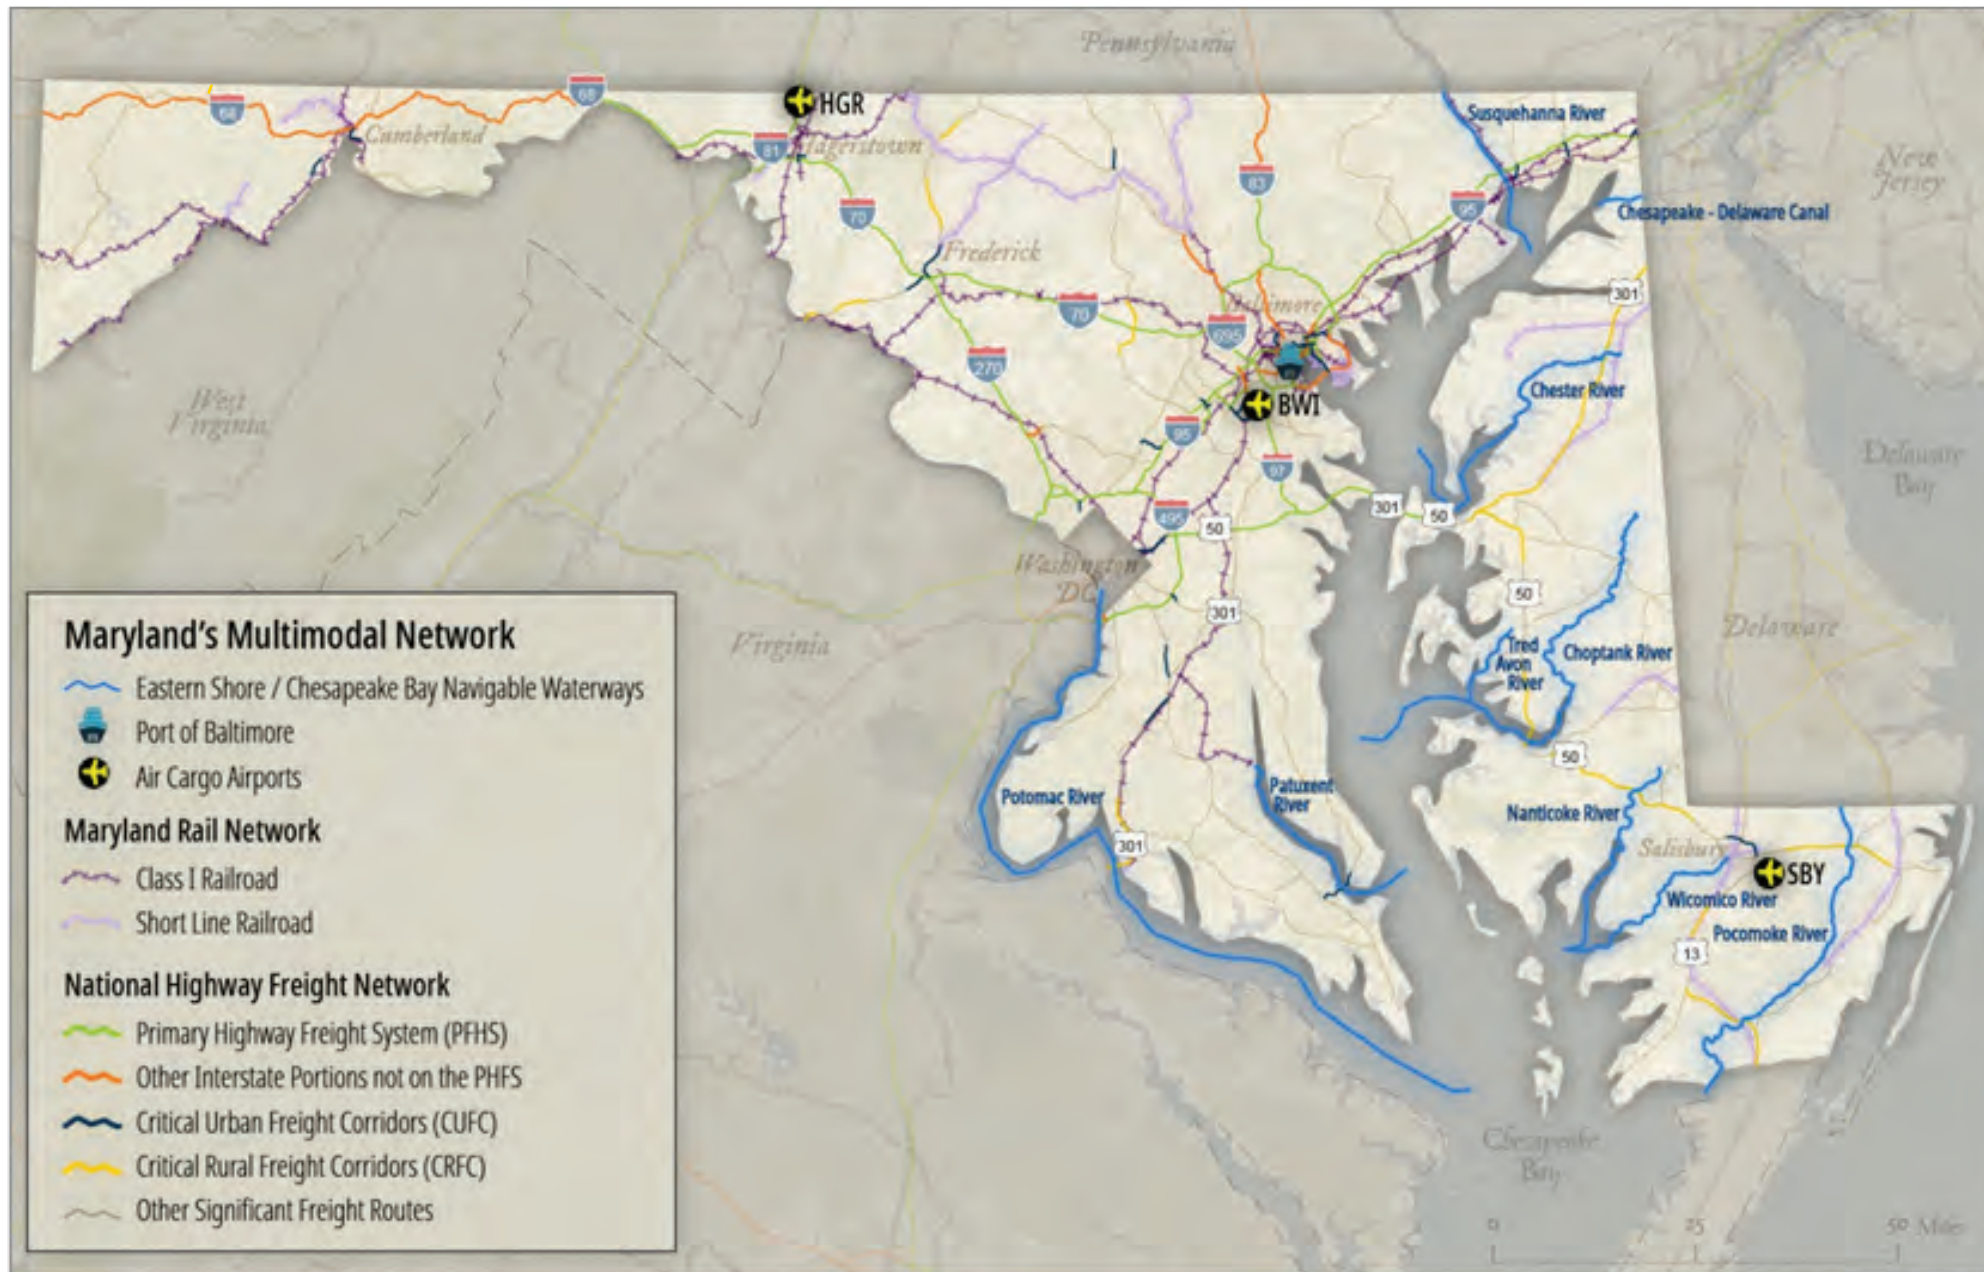 Pennsylvania
68
68
HGR
Susquehanna River
Cumberland
81
Hagerstown
New
Jersey
83
95
70
Chesapeake - Delaware Canal
Frederick
301
70
Baltimore
695
270
Chester River
West
Virginia
BWI
95
97
Delaware
Bay
301
50
495
50
Washington
DC
50
301
Delaware
Virginia
Tred
Avon
River
Choptank River
50
Potomac River
Patuxent
River
Nanticoke River
301
Salisbury
SBY
Wicomico River
Pocomoke River
13
Chesapeake
Bay
0 25 50 Miles
Maryland's Multimodal Network
Eastern Shore / Chesapeake Bay Navigable Waterways
Port of Baltimore
Air Cargo Airports
Maryland Rail Network
Class I Railroad
Short Line Railroad
National Highway Freight Network
Primary Highway Freight System (PFHS)
Other Interstate Portions not on the PHFS
Critical Urban Freight Corridors (CUFC)
Critical Rural Freight Corridors (CRFC)
Other Significant Freight Routes